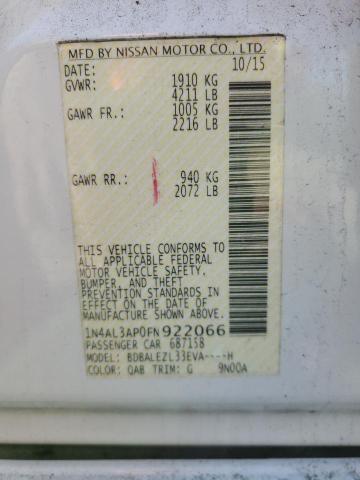 MFD BY NISSAN MOTOR CO., LTD.
DATE: 10/15
GVWR: 1910 KG
4211 LB
GAWR FR.: 1005 KG
2216 LB
GAWR RR.: 940 KG
2072 LB
THIS VEHICLE CONFORMS TO
ALL APPLICABLE FEDERAL
MOTOR VEHICLE SAFETY,
BUMPER, AND THEFT
PREVENTION STANDARDS IN
EFFECT ON THE DATE OF
MANUFACTURE SHOWN ABOVE.
1N4AL3AP0FN922066
PASSENGER CAR 687158
MODEL: BDBALEZL33EVA----H
COLOR: QAB TRIM: G 9N00A